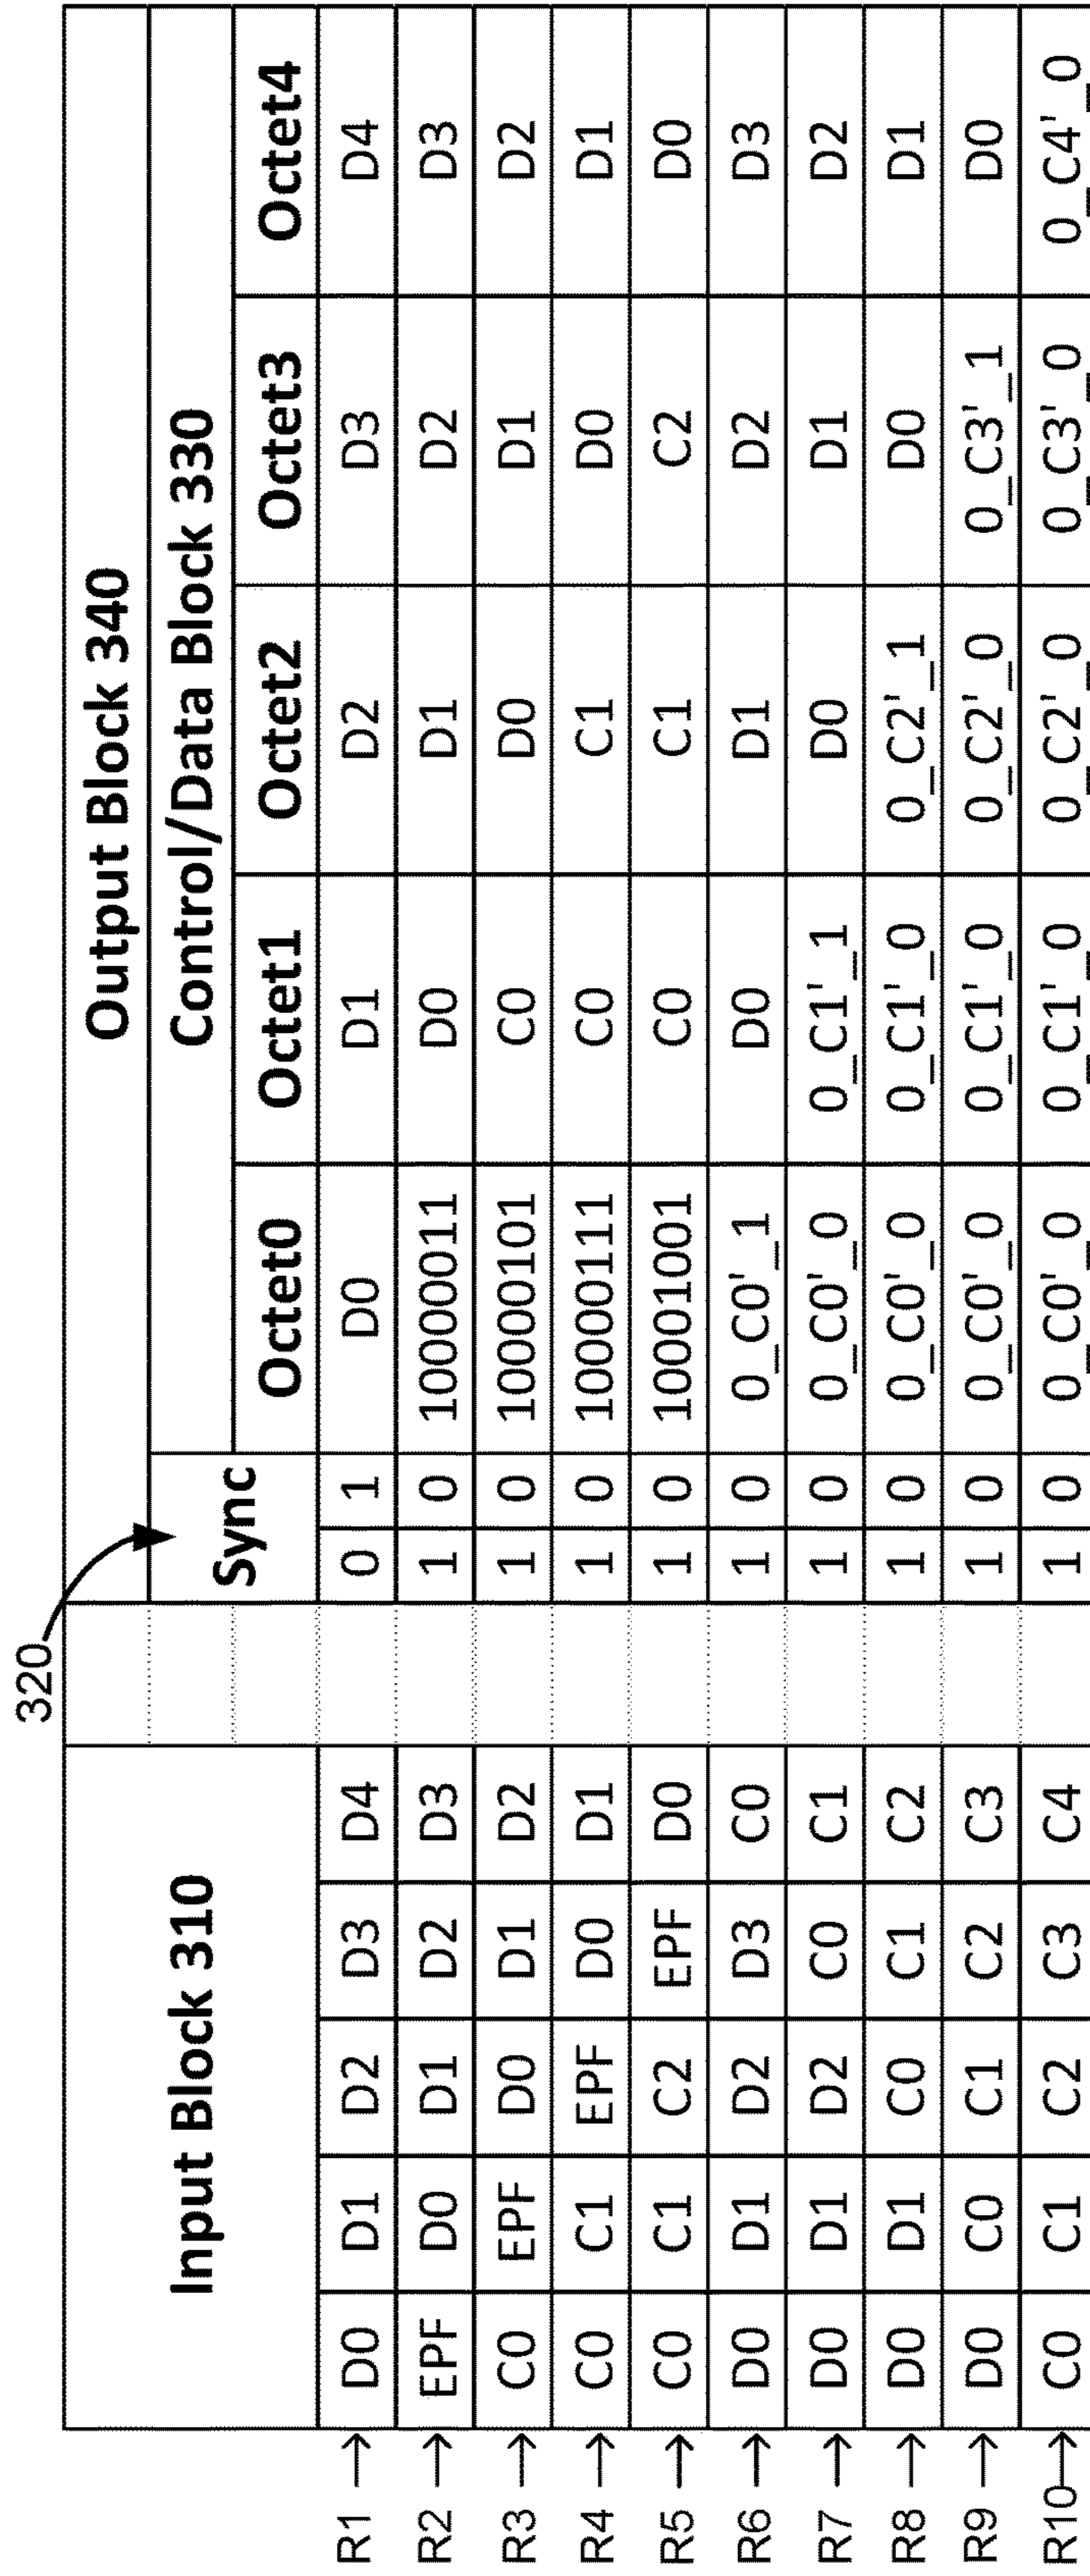 320
Input Block 310 Output Block 340
Sync Control/Data Block 330
Octet0 Octet1 Octet2 Octet3 Octet4
R1 D0 D1 D2 D3 D4 0 1 D0 D1 D2 D3 D4
R2 EPF D0 D1 D2 D3 1 0 10000011 D0 D1 D2 D3
R3 C0 EPF D0 D1 D2 1 0 10000101 C0 D0 D1 D2
R4 C0 C1 EPF D0 D1 1 0 10000111 C0 C1 D0 D1
R5 C0 C1 C2 EPF D0 1 0 10001001 C0 C1 C2 D0
R6 D0 D1 D2 D3 C0 1 0 0_C0'_1 D0 D1 D2 D3
R7 D0 D1 D2 C0 C1 1 0 0_C0'_0 0_C1'_1 D0 D1 D2
R8 D0 D1 C0 C1 C2 1 0 0_C0'_0 0_C1'_0 0_C2'_1 D0 D1
R9 D0 C0 C1 C2 C3 1 0 0_C0'_0 0_C1'_0 0_C2'_0 0_C3'_1 D0
R10 C0 C1 C2 C3 C4 1 0 0_C0'_0 0_C1'_0 0_C2'_0 0_C3'_0 0_C4'_0